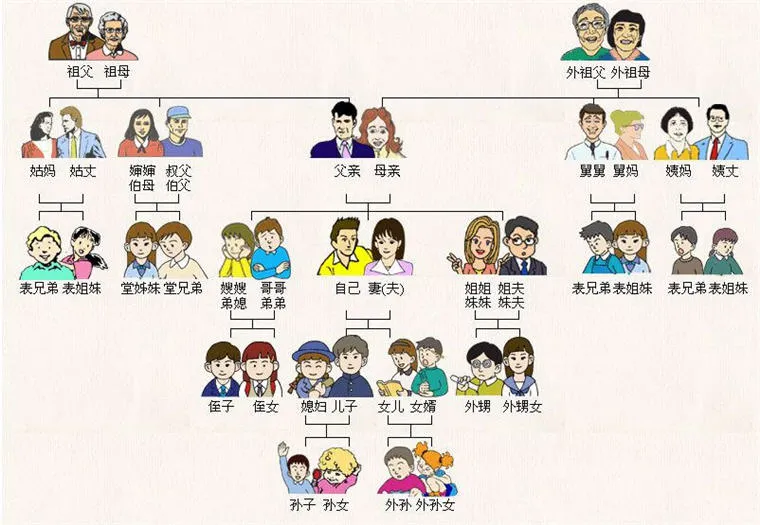 祖父 祖母
外祖父 外祖母
姑妈 姑丈
婶婶 叔父
伯母 伯父
父亲 母亲
舅舅 舅妈
姨妈 姨丈
表兄弟 表姐妹
堂姊妹 堂兄弟
嫂嫂 哥哥
弟媳 弟弟
自己 妻(夫)
姐姐 姐夫
妹妹 妹夫
表兄弟 表姐妹
表兄弟 表姐妹
侄子 侄女
媳妇 儿子
女儿 女婿
外甥 外甥女
孙子 孙女
外孙 外孙女